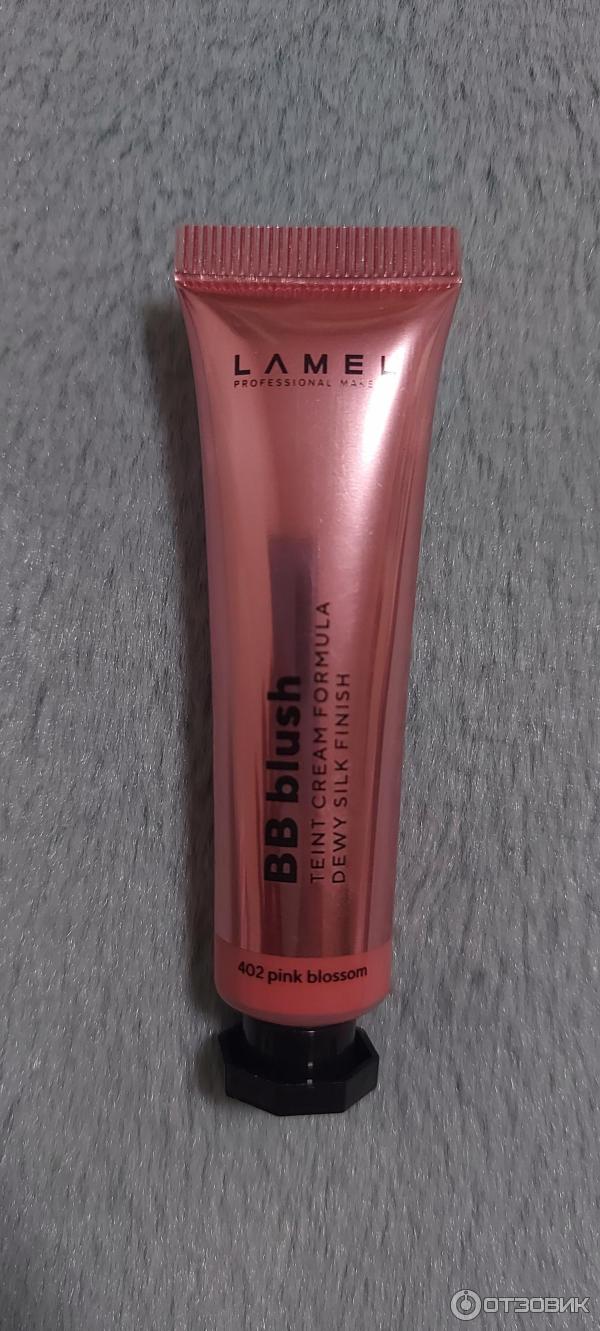 LAMEL
PROFESSIONAL MAKE
BB blush
TEINT CREAM FORMULA
DEWY SILK FINISH
402 pink blossom
ОТЗОВИК